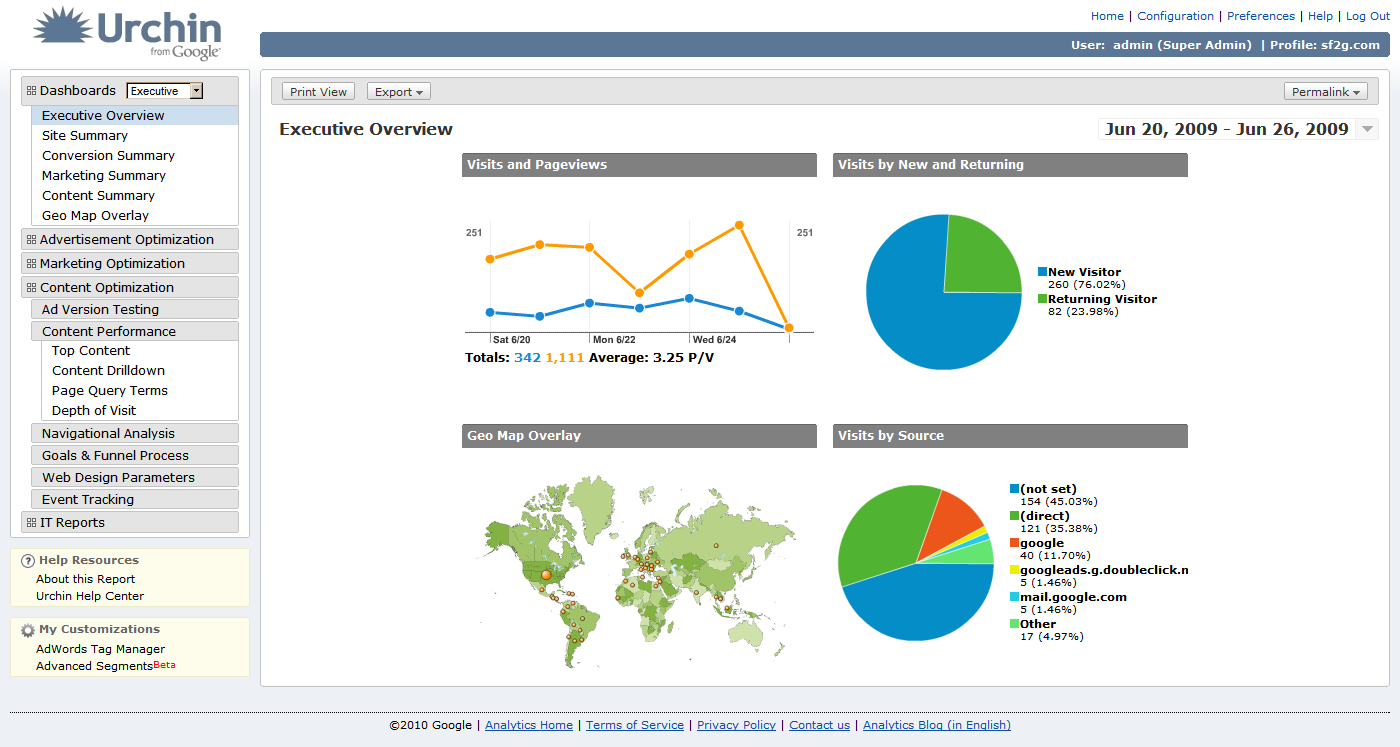 Urchin
from Google
Home | Configuration | Preferences | Help | Log Out
User: admin (Super Admin) | Profile: sf2g.com
Dashboards Executive
Executive Overview
Site Summary
Conversion Summary
Marketing Summary
Content Summary
Geo Map Overlay
Advertisement Optimization
Marketing Optimization
Content Optimization
Ad Version Testing
Content Performance
Top Content
Content Drilldown
Page Query Terms
Depth of Visit
Navigational Analysis
Goals & Funnel Process
Web Design Parameters
Event Tracking
IT Reports
? Help Resources
About this Report
Urchin Help Center
My Customizations
AdWords Tag Manager
Advanced Segments Beta
Print View Export Permalink
Executive Overview
Jun 20, 2009 - Jun 26, 2009
Visits and Pageviews
251 251
Sat 6/20 Mon 6/22 Wed 6/24
Totals: 342 1,111 Average: 3.25 P/V
Visits by New and Returning
New Visitor
260 (76.02%)
Returning Visitor
82 (23.98%)
Geo Map Overlay
Visits by Source
(not set)
154 (45.03%)
(direct)
121 (35.38%)
google
40 (11.70%)
googleads.g.doubleclick.n
5 (1.46%)
mail.google.com
5 (1.46%)
Other
17 (4.97%)
©2010 Google | Analytics Home | Terms of Service | Privacy Policy | Contact us | Analytics Blog (in English)